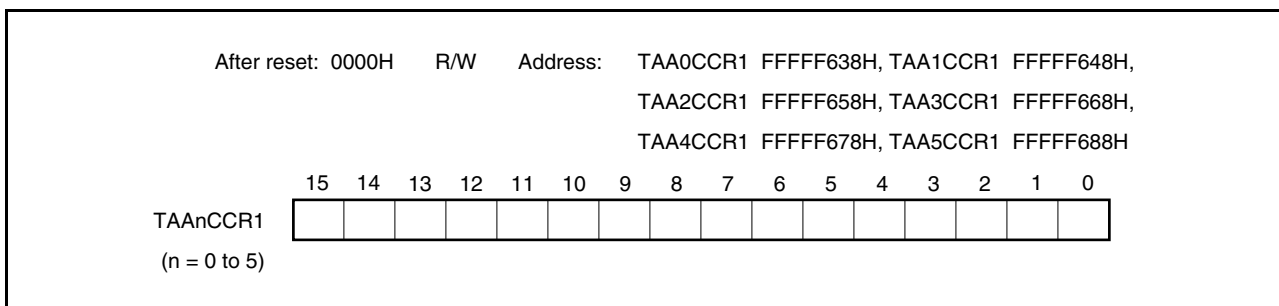 After reset: 0000H R/W Address: TAA0CCR1 FFFFF638H, TAA1CCR1 FFFFF648H,
TAA2CCR1 FFFFF658H, TAA3CCR1 FFFFF668H,
TAA4CCR1 FFFFF678H, TAA5CCR1 FFFFF688H
15 14 13 12 11 10 9 8 7 6 5 4 3 2 1 0
TAAnCCR1
(n = 0 to 5)